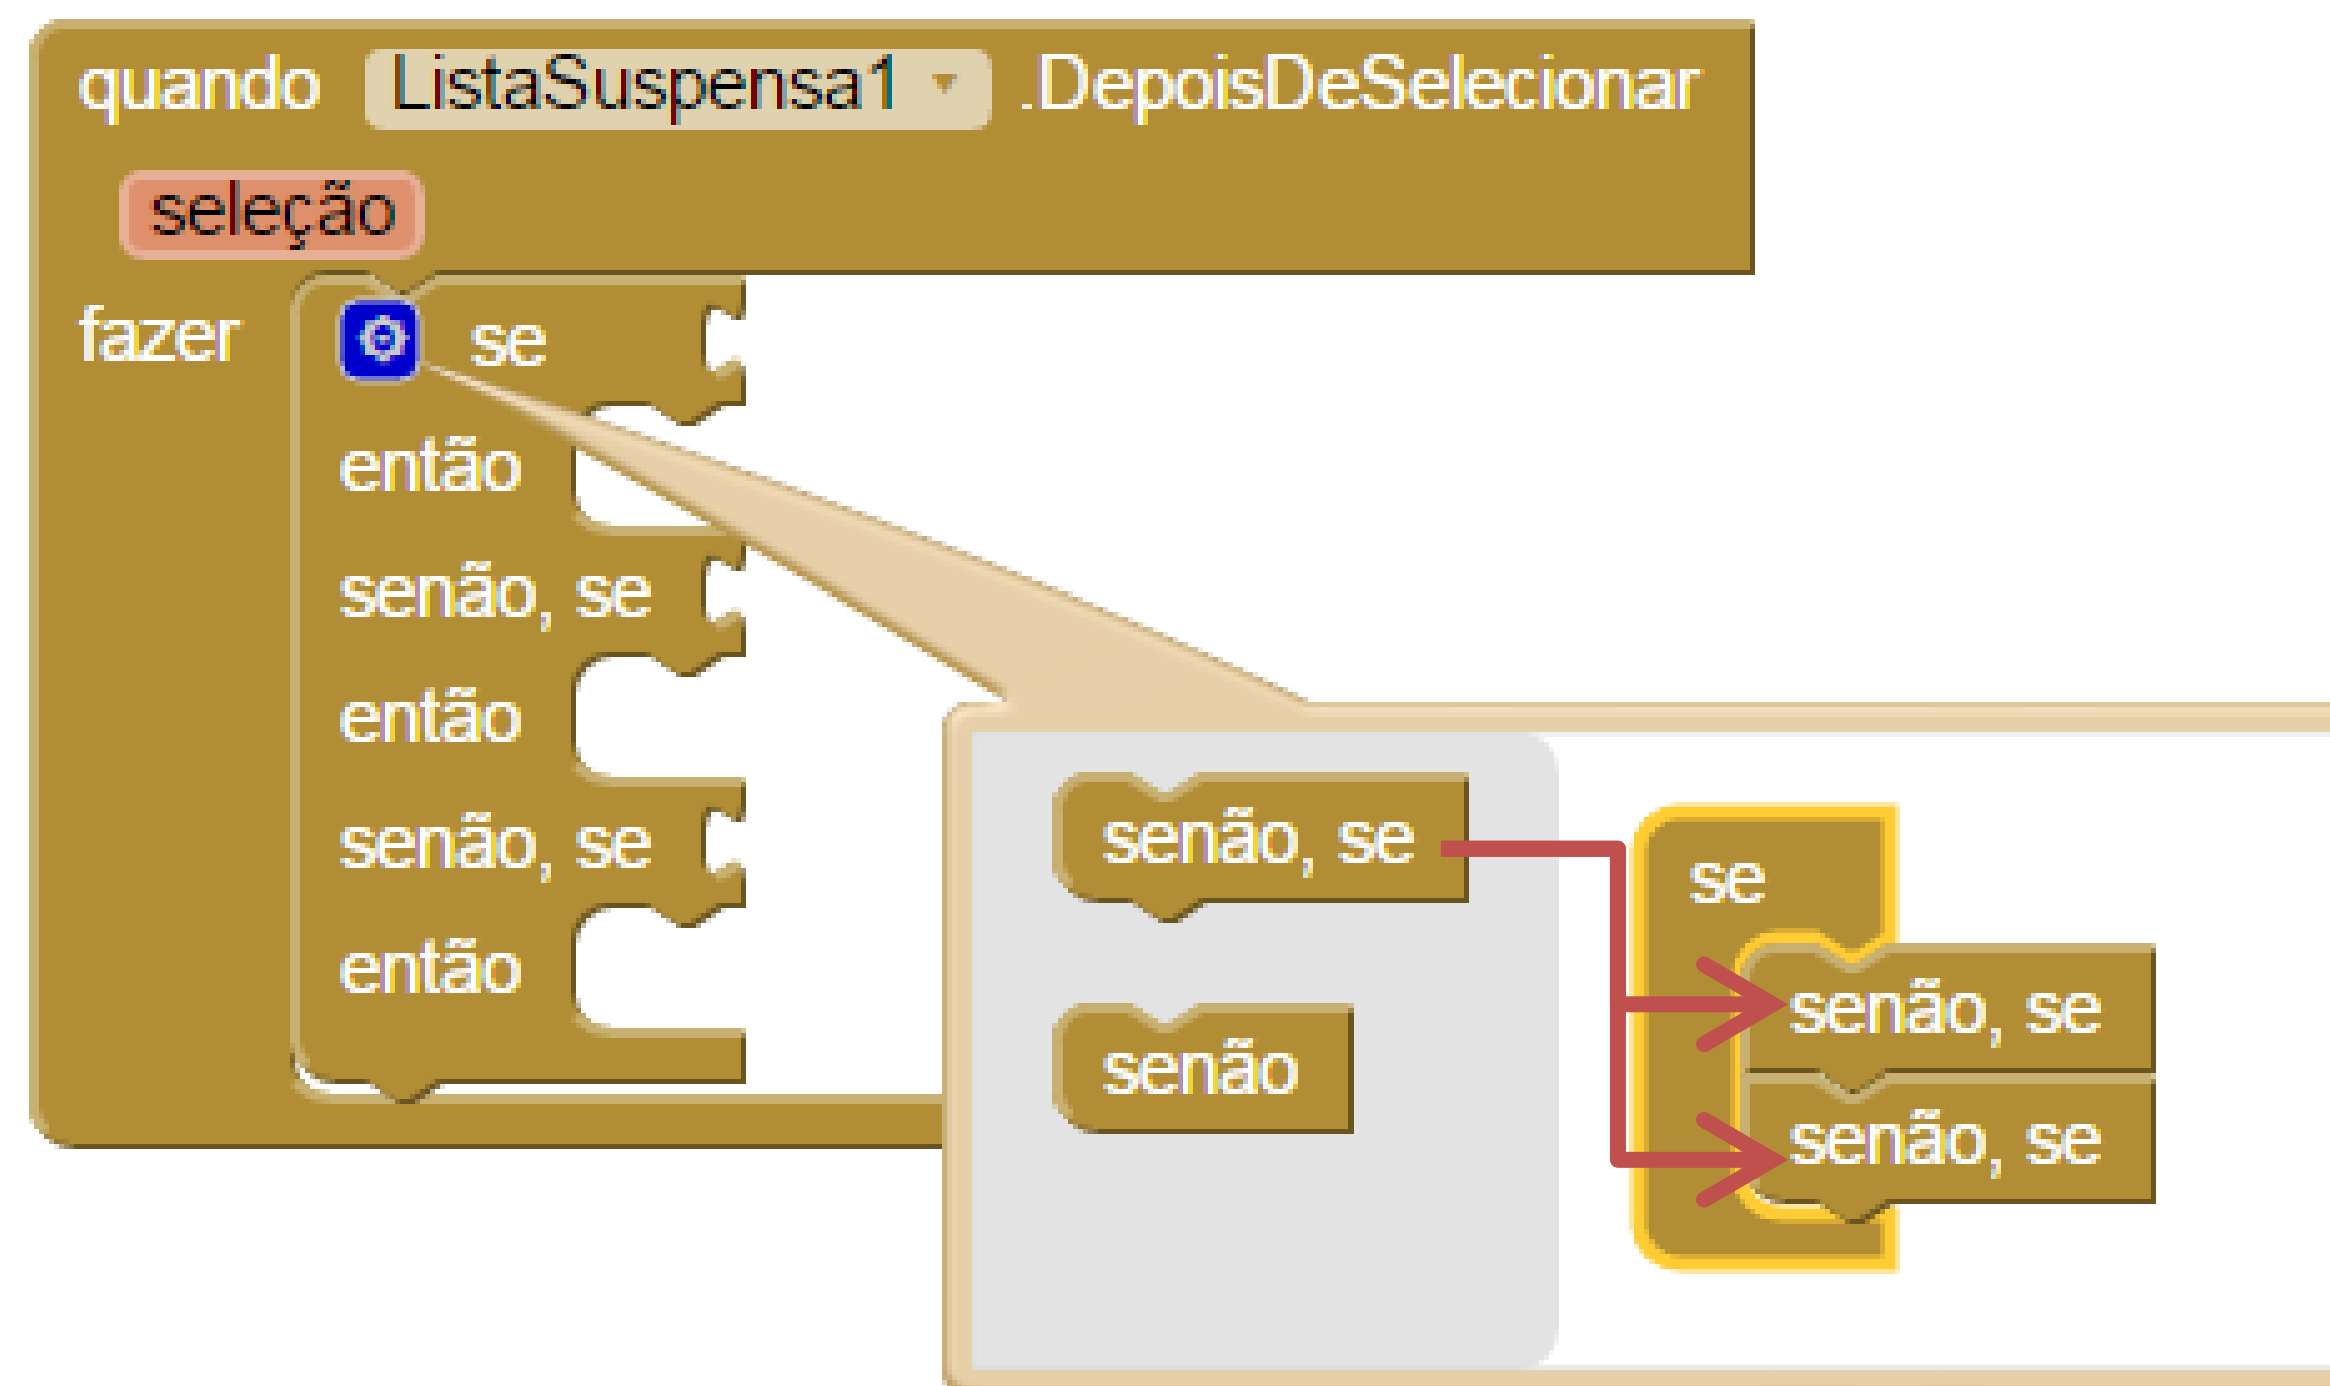 quando ListaSuspensa1 .DepoisDeSelecionar
seleção
fazer se
então
senão, se
então
senão, se
então
senão, se
senão
se
senão, se
senão, se